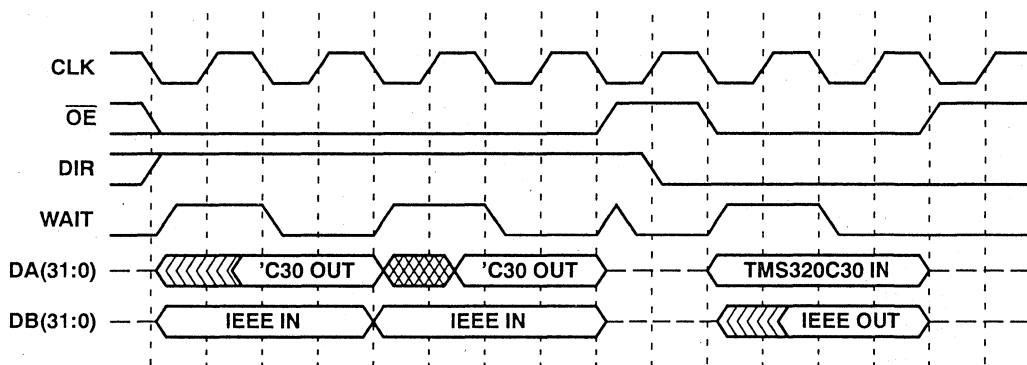 CLK
OE
DIR
WAIT
DA(31:0) 'C30 OUT 'C30 OUT TMS320C30 IN
DB(31:0) IEEE IN IEEE IN IEEE OUT